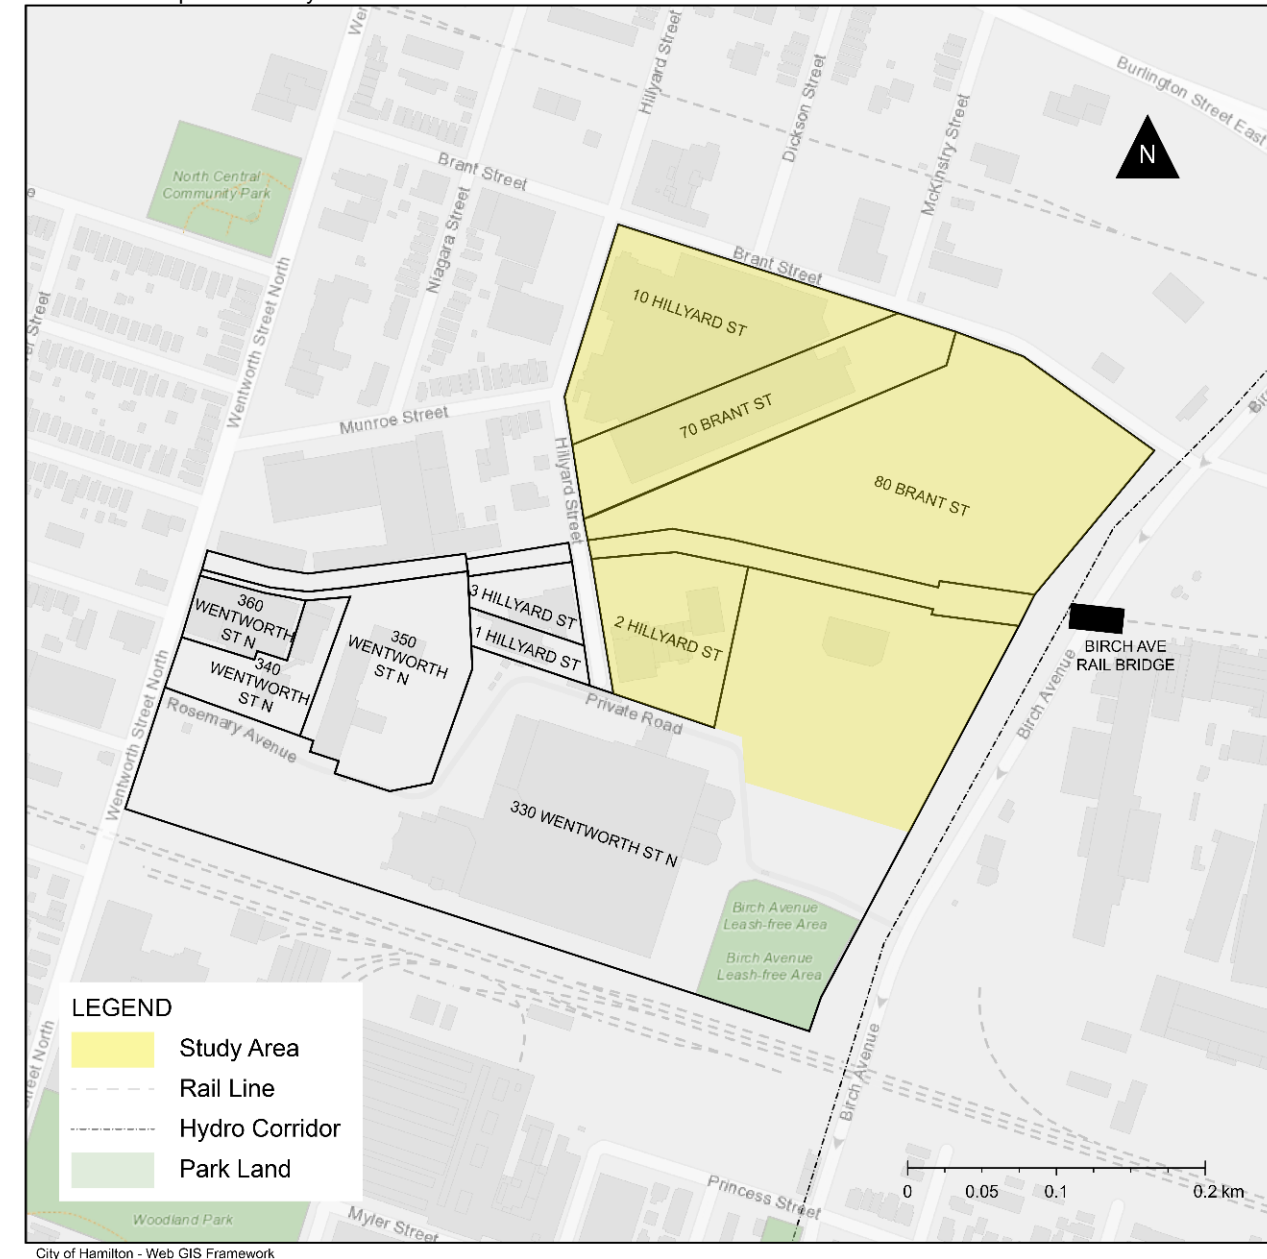 Hillyard Street
Dickson Street
McKinstry Street
Burlington Street East
N
North Central
Community Park
Brant Street
Niagara Street
Wentworth Street North
Brant Street
10 HILLYARD ST
70 BRANT ST
80 BRANT ST
Munroe Street
Hillyard Street
360
WENTWORTH
ST N
340
WENTWORTH
ST N
350
WENTWORTH
ST N
3 HILLYARD ST
1 HILLYARD ST
2 HILLYARD ST
BIRCH AVE
RAIL BRIDGE
Birch Avenue
Wentworth Street North
Rosemary Avenue
Private Road
330 WENTWORTH ST N
Birch Avenue
Leash-free Area
Birch Avenue
Leash-free Area
LEGEND
Study Area
Rail Line
Hydro Corridor
Park Land
Birch Avenue
0 0.05 0.1 0.2 km
Princess Street
Myler Street
Woodland Park
City of Hamilton - Web GIS Framework